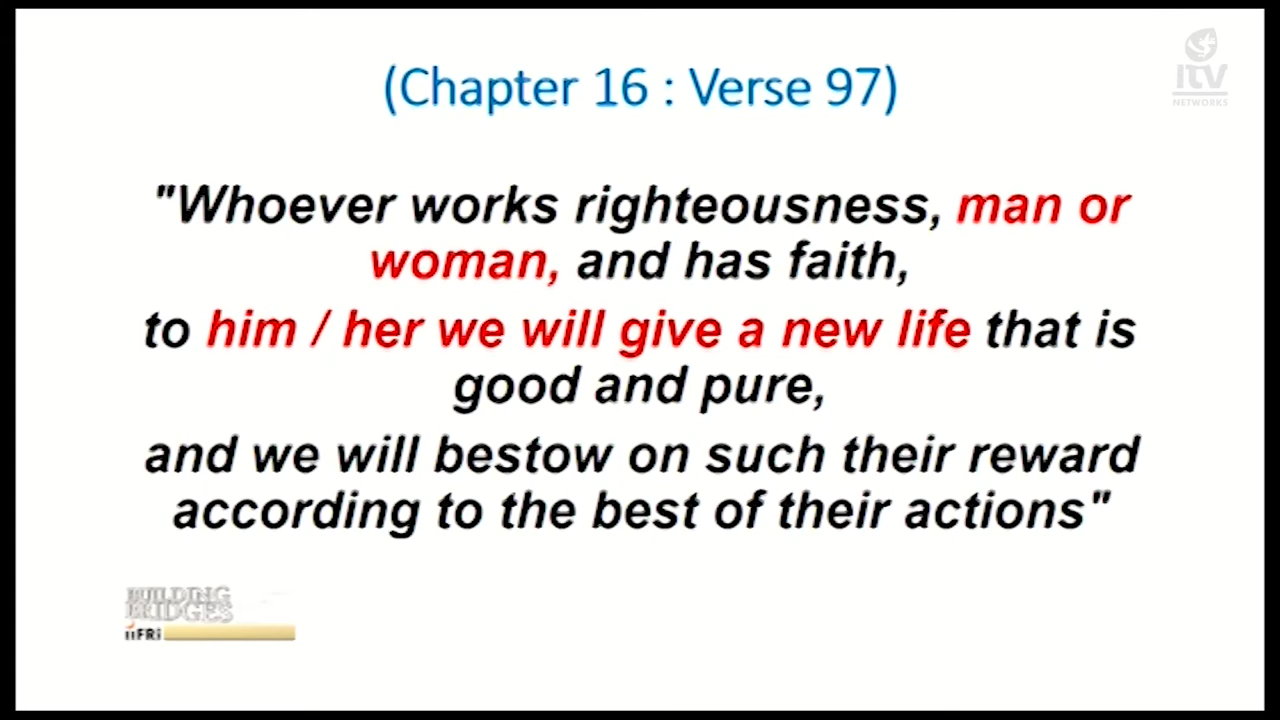 (Chapter 16 : Verse 97)
ITV
NETWORKS
"Whoever works righteousness, man or
woman, and has faith,
to him / her we will give a new life that is
good and pure,
and we will bestow on such their reward
according to the best of their actions"
BUILDING
BRIDGES
iiFRi